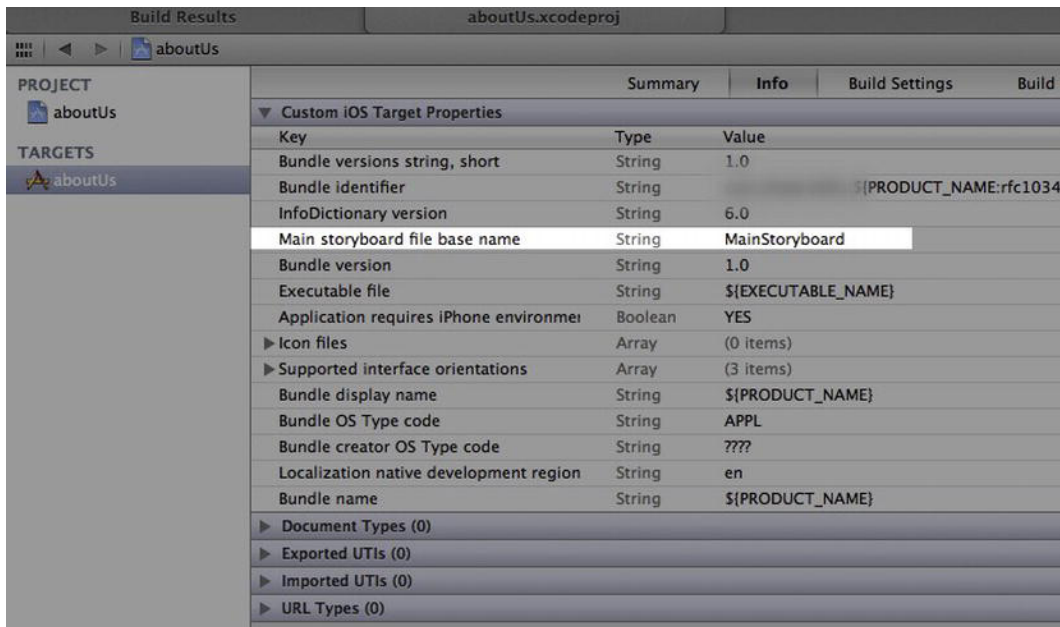 Build Results aboutUs.xcodeproj
aboutUs
PROJECT
aboutUs
TARGETS
aboutUs
Summary Info Build Settings Build
Custom iOS Target Properties
Key Type Value
Bundle versions string, short String 1.0
Bundle identifier String ${PRODUCT_NAME:rfc1034
InfoDictionary version String 6.0
Main storyboard file base name String MainStoryboard
Bundle version String 1.0
Executable file String ${EXECUTABLE_NAME}
Application requires iPhone environmen Boolean YES
Icon files Array (0 items)
Supported interface orientations Array (3 items)
Bundle display name String ${PRODUCT_NAME}
Bundle OS Type code String APPL
Bundle creator OS Type code String ????
Localization native development region String en
Bundle name String ${PRODUCT_NAME}
Document Types (0)
Exported UTIs (0)
Imported UTIs (0)
URL Types (0)